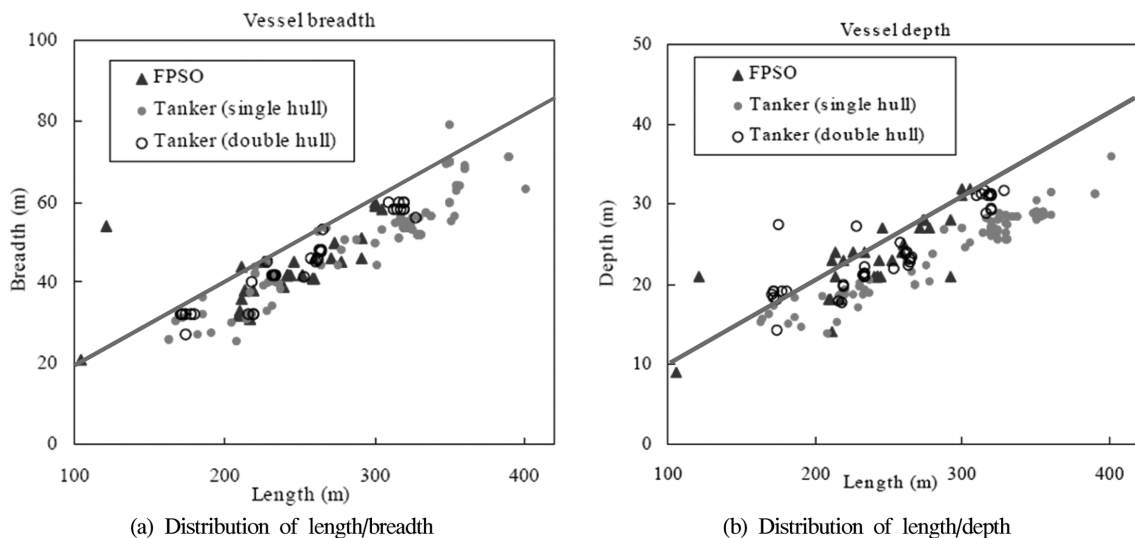 Vessel breadth
100
80
60
40
20
0
Breadth (m)
FPSO
Tanker (single hull)
Tanker (double hull)
100
200
300
400
Length (m)
(a) Distribution of length/breadth
Vessel depth
50
40
30
20
10
0
Depth (m)
FPSO
Tanker (single hull)
Tanker (double hull)
100
200
300
400
Length (m)
(b) Distribution of length/depth